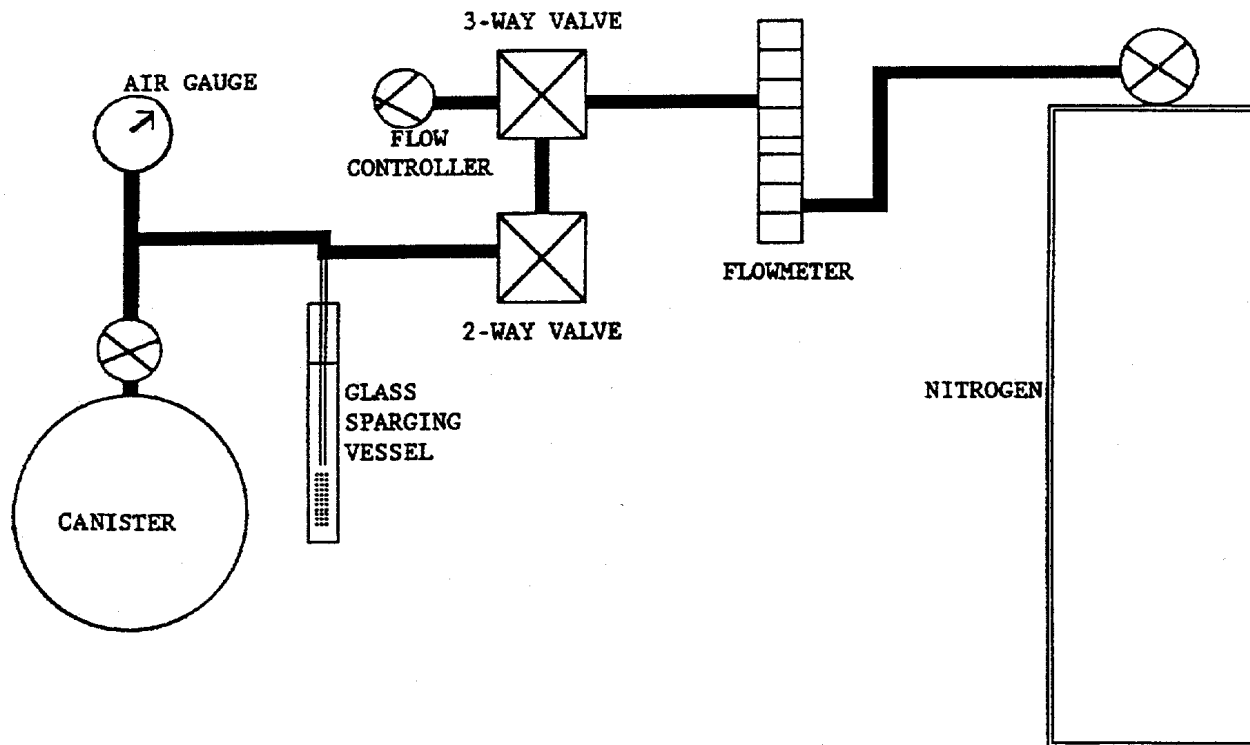 3-WAY VALVE
AIR GAUGE
FLOW
CONTROLLER
FLOWMETER
2-WAY VALVE
GLASS
SPARGING
VESSEL
NITROGEN
CANISTER